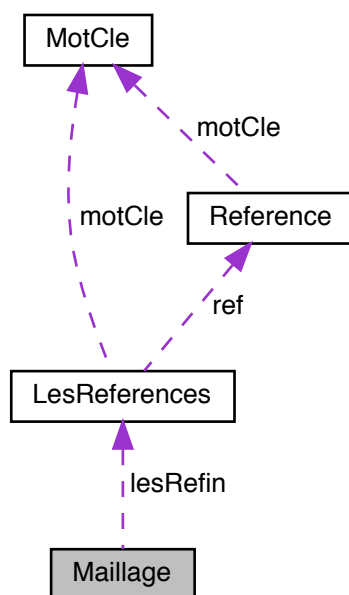 MotCle
motCle
motCle
Reference
ref
LesReferences
lesRefin
Maillage